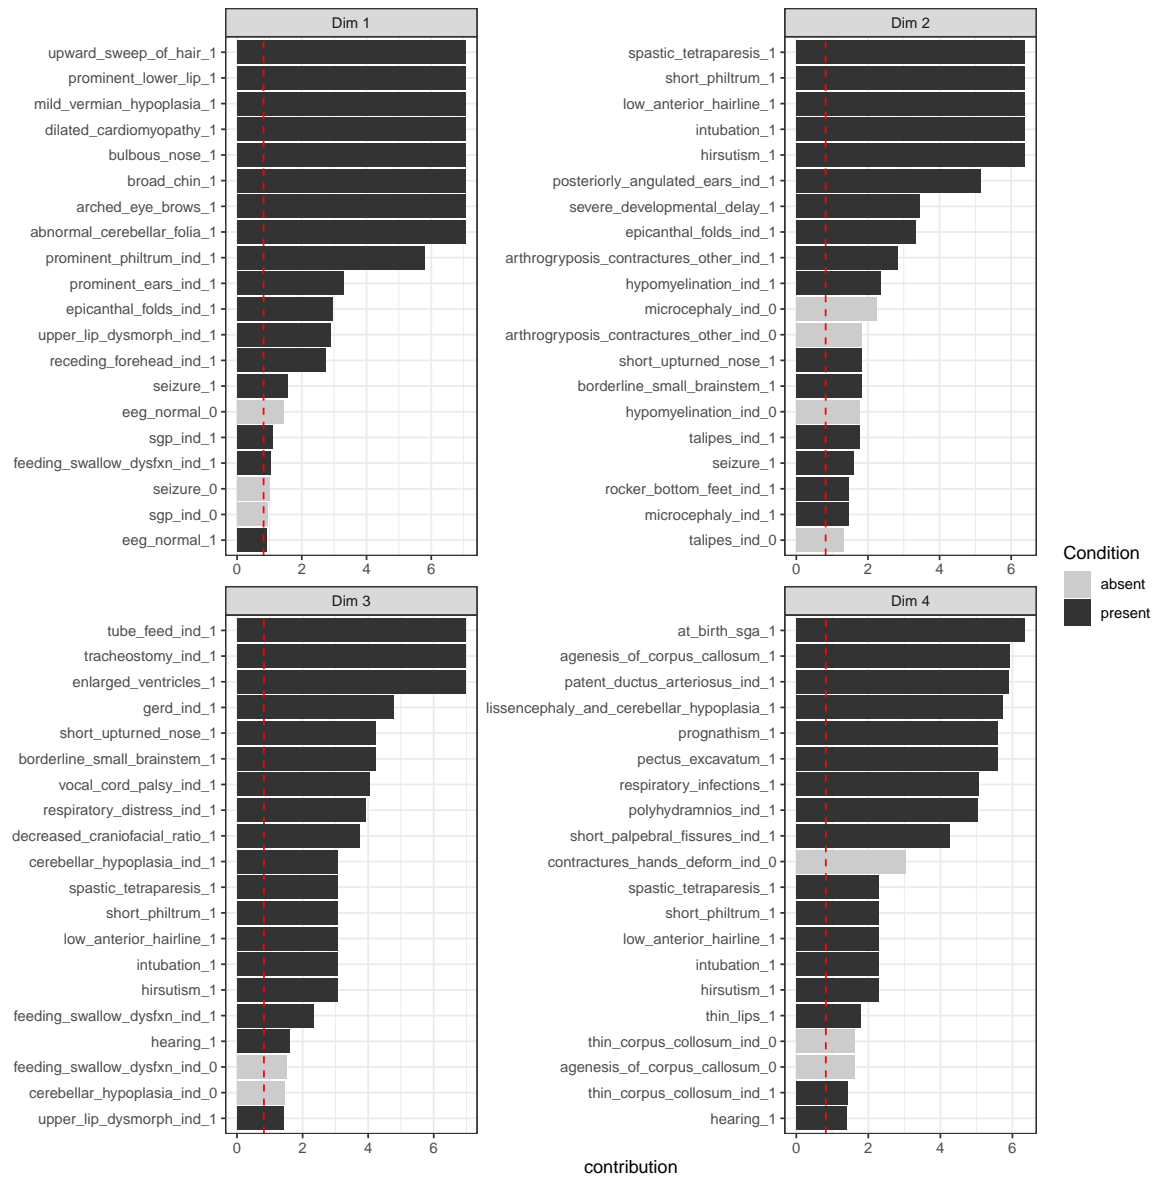 Dim 1
upward_sweep_of_hair_1
prominent_lower_lip_1
mild_vermian_hypoplasia_1
dilated_cardiomyopathy_1
bulbous_nose_1
broad_chin_1
arched_eye_brows_1
abnormal_cerebellar_folia_1
prominent_philtrum_ind_1
prominent_ears_ind_1
epicanthal_folds_ind_1
upper_lip_dysmorph_ind_1
receding_forehead_ind_1
seizure_1
eeg_normal_0
sgp_ind_1
feeding_swallow_dysfxn_ind_1
seizure_0
sgp_ind_0
eeg_normal_1
0 2 4 6
Dim 2
spastic_tetraparesis_1
short_philtrum_1
low_anterior_hairline_1
intubation_1
hirsutism_1
posteriorly_angulated_ears_ind_1
severe_developmental_delay_1
epicanthal_folds_ind_1
arthrogryposis_contractures_other_ind_1
hypomyelination_ind_1
microcephaly_ind_0
arthrogryposis_contractures_other_ind_0
short_upturned_nose_1
borderline_small_brainstem_1
hypomyelination_ind_0
talipes_ind_1
seizure_1
rocker_bottom_feet_ind_1
microcephaly_ind_1
talipes_ind_0
0 2 4 6
Dim 3
tube_feed_ind_1
tracheostomy_ind_1
enlarged_ventricles_1
gerd_ind_1
short_upturned_nose_1
borderline_small_brainstem_1
vocal_cord_palsy_ind_1
respiratory_distress_ind_1
decreased_craniofacial_ratio_1
cerebellar_hypoplasia_ind_1
spastic_tetraparesis_1
short_philtrum_1
low_anterior_hairline_1
intubation_1
hirsutism_1
feeding_swallow_dysfxn_ind_1
hearing_1
feeding_swallow_dysfxn_ind_0
cerebellar_hypoplasia_ind_0
upper_lip_dysmorph_ind_1
0 2 4 6
Dim 4
at_birth_sga_1
agenesis_of_corpus_callosum_1
patent_ductus_arteriosus_ind_1
lissencephaly_and_cerebellar_hypoplasia_1
prognathism_1
pectus_excavatum_1
respiratory_infections_1
polyhydramnios_ind_1
short_palpebral_fissures_ind_1
contractures_hands_deform_ind_0
spastic_tetraparesis_1
short_philtrum_1
low_anterior_hairline_1
intubation_1
hirsutism_1
thin_lips_1
thin_corpus_collosum_ind_0
agenesis_of_corpus_callosum_0
thin_corpus_collosum_ind_1
hearing_1
0 2 4 6
contribution
Condition
absent
present